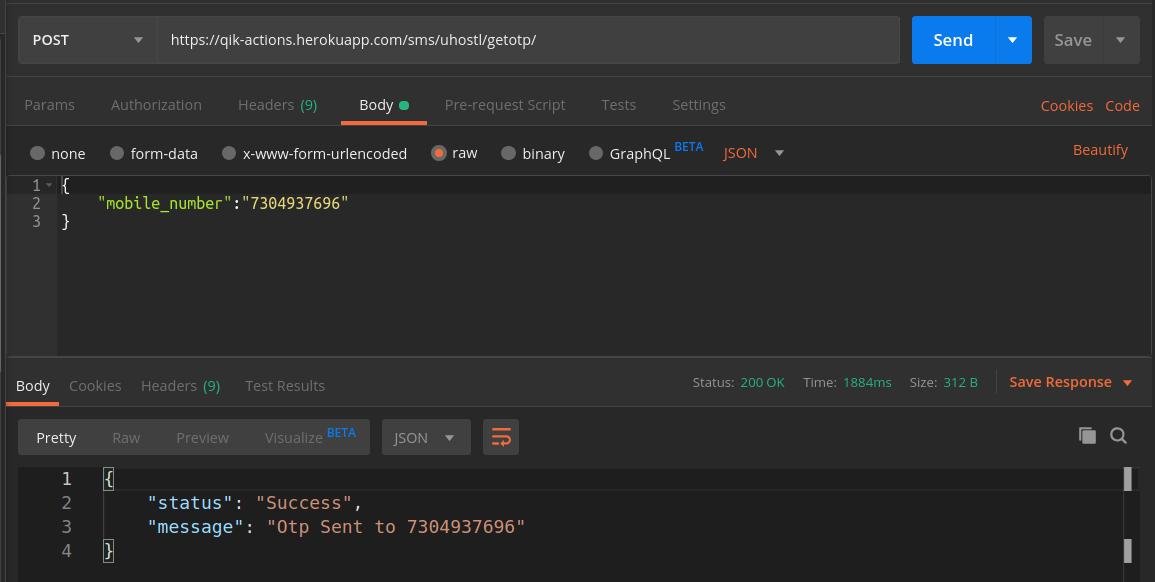 POST https://qik-actions.herokuapp.com/sms/uhostl/getotp/ Send Save
Params Authorization Headers (9) Body Pre-request Script Tests Settings Cookies Code
none form-data x-www-form-urlencoded raw binary GraphQL BETA JSON Beautify
1 {
2 "mobile_number":"7304937696"
3 }
Body Cookies Headers (9) Test Results Status: 200 OK Time: 1884ms Size: 312 B Save Response
Pretty Raw Preview Visualize BETA JSON
1 {
2 "status": "Success",
3 "message": "Otp Sent to 7304937696"
4 }